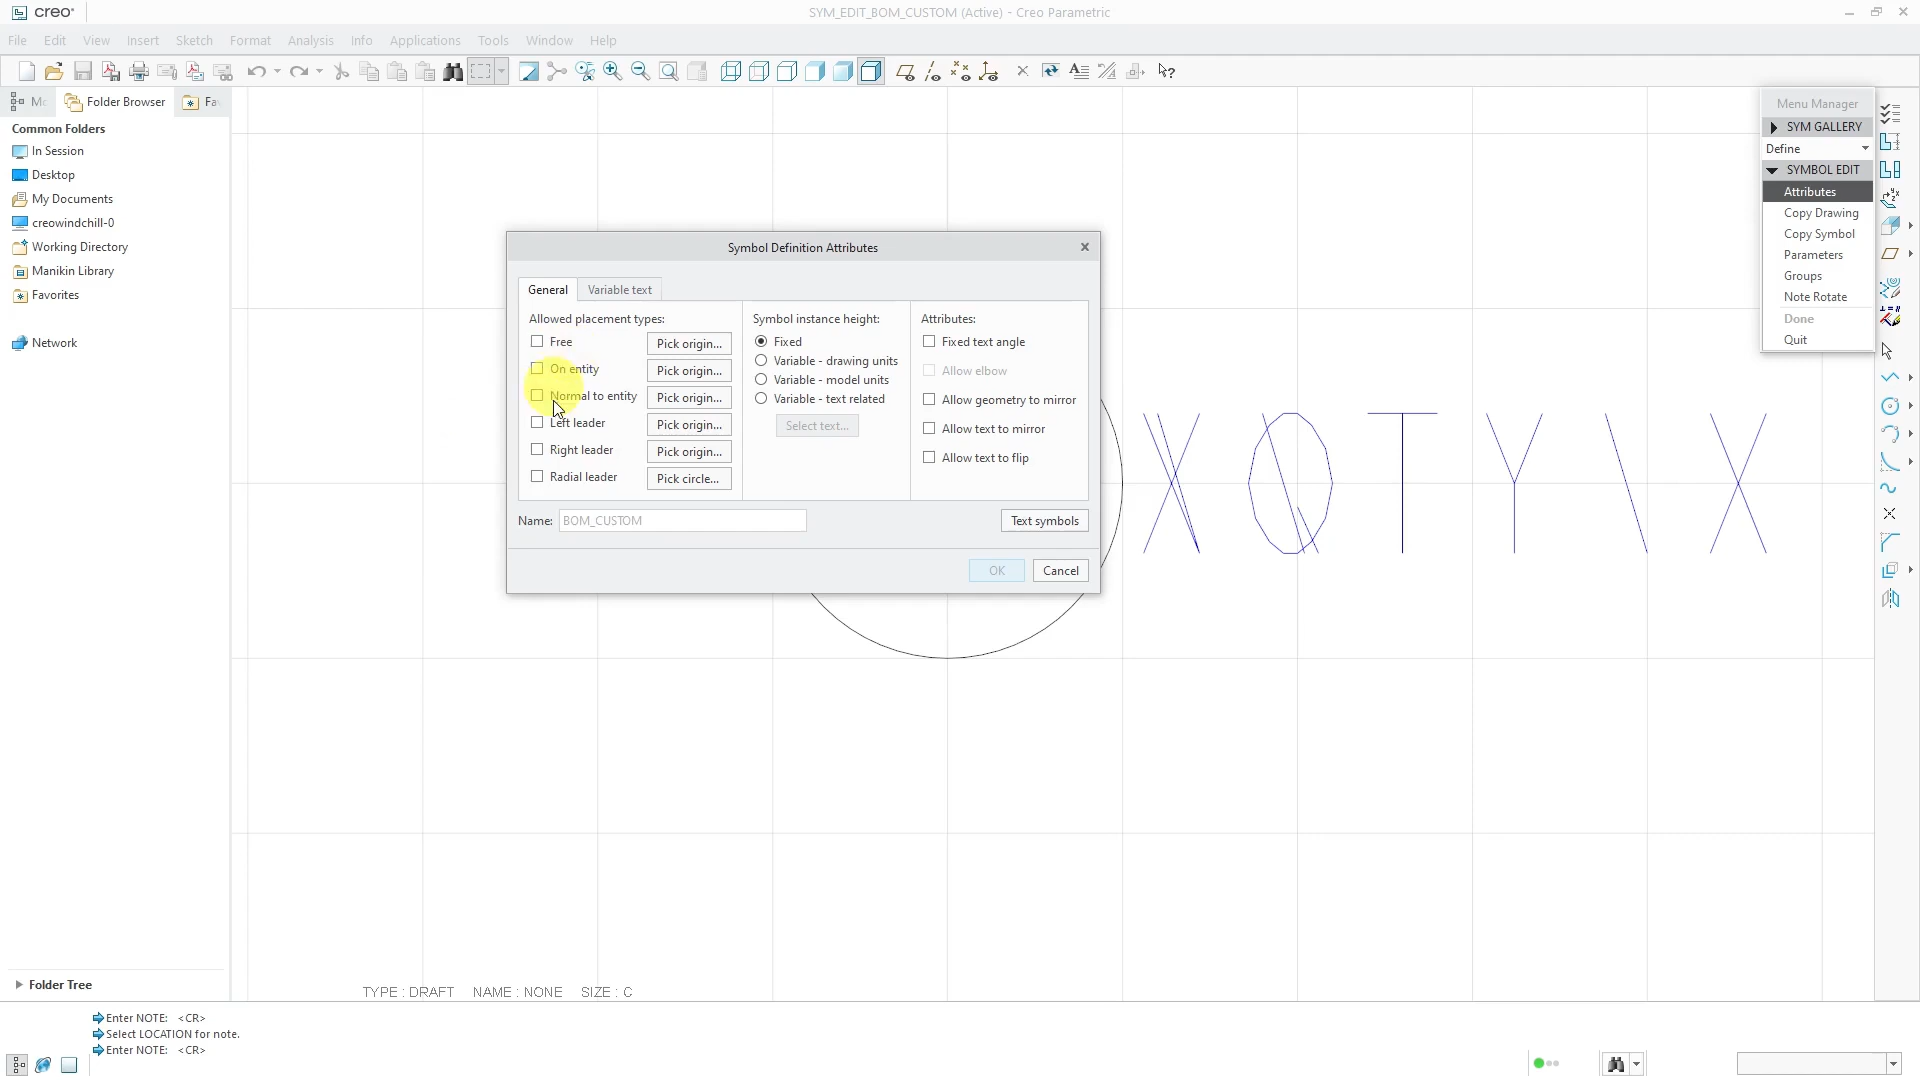 creo
SYM_EDIT_BOM_CUSTOM (Active) - Creo Parametric
File Edit View Insert Sketch Format Analysis Info Applications Tools Window Help
Folder Browser
Common Folders
In Session
Desktop
My Documents
creowindchill-0
Working Directory
Manikin Library
Favorites
Network
Folder Tree
Symbol Definition Attributes
General Variable text
Allowed placement types:
Free Pick origin...
On entity Pick origin...
Normal to entity Pick origin...
Left leader Pick origin...
Right leader Pick origin...
Radial leader Pick circle...
Symbol instance height:
Fixed
Variable - drawing units
Variable - model units
Variable - text related
Select text...
Attributes:
Fixed text angle
Allow elbow
Allow geometry to mirror
Allow text to mirror
Allow text to flip
Name: BOM_CUSTOM Text symbols
OK Cancel
\QTY\X
Menu Manager
SYM GALLERY
Define
SYMBOL EDIT
Attributes
Copy Drawing
Copy Symbol
Parameters
Groups
Note Rotate
Done
Quit
TYPE : DRAFT NAME : NONE SIZE : C
Enter NOTE: <CR>
Select LOCATION for note.
Enter NOTE: <CR>